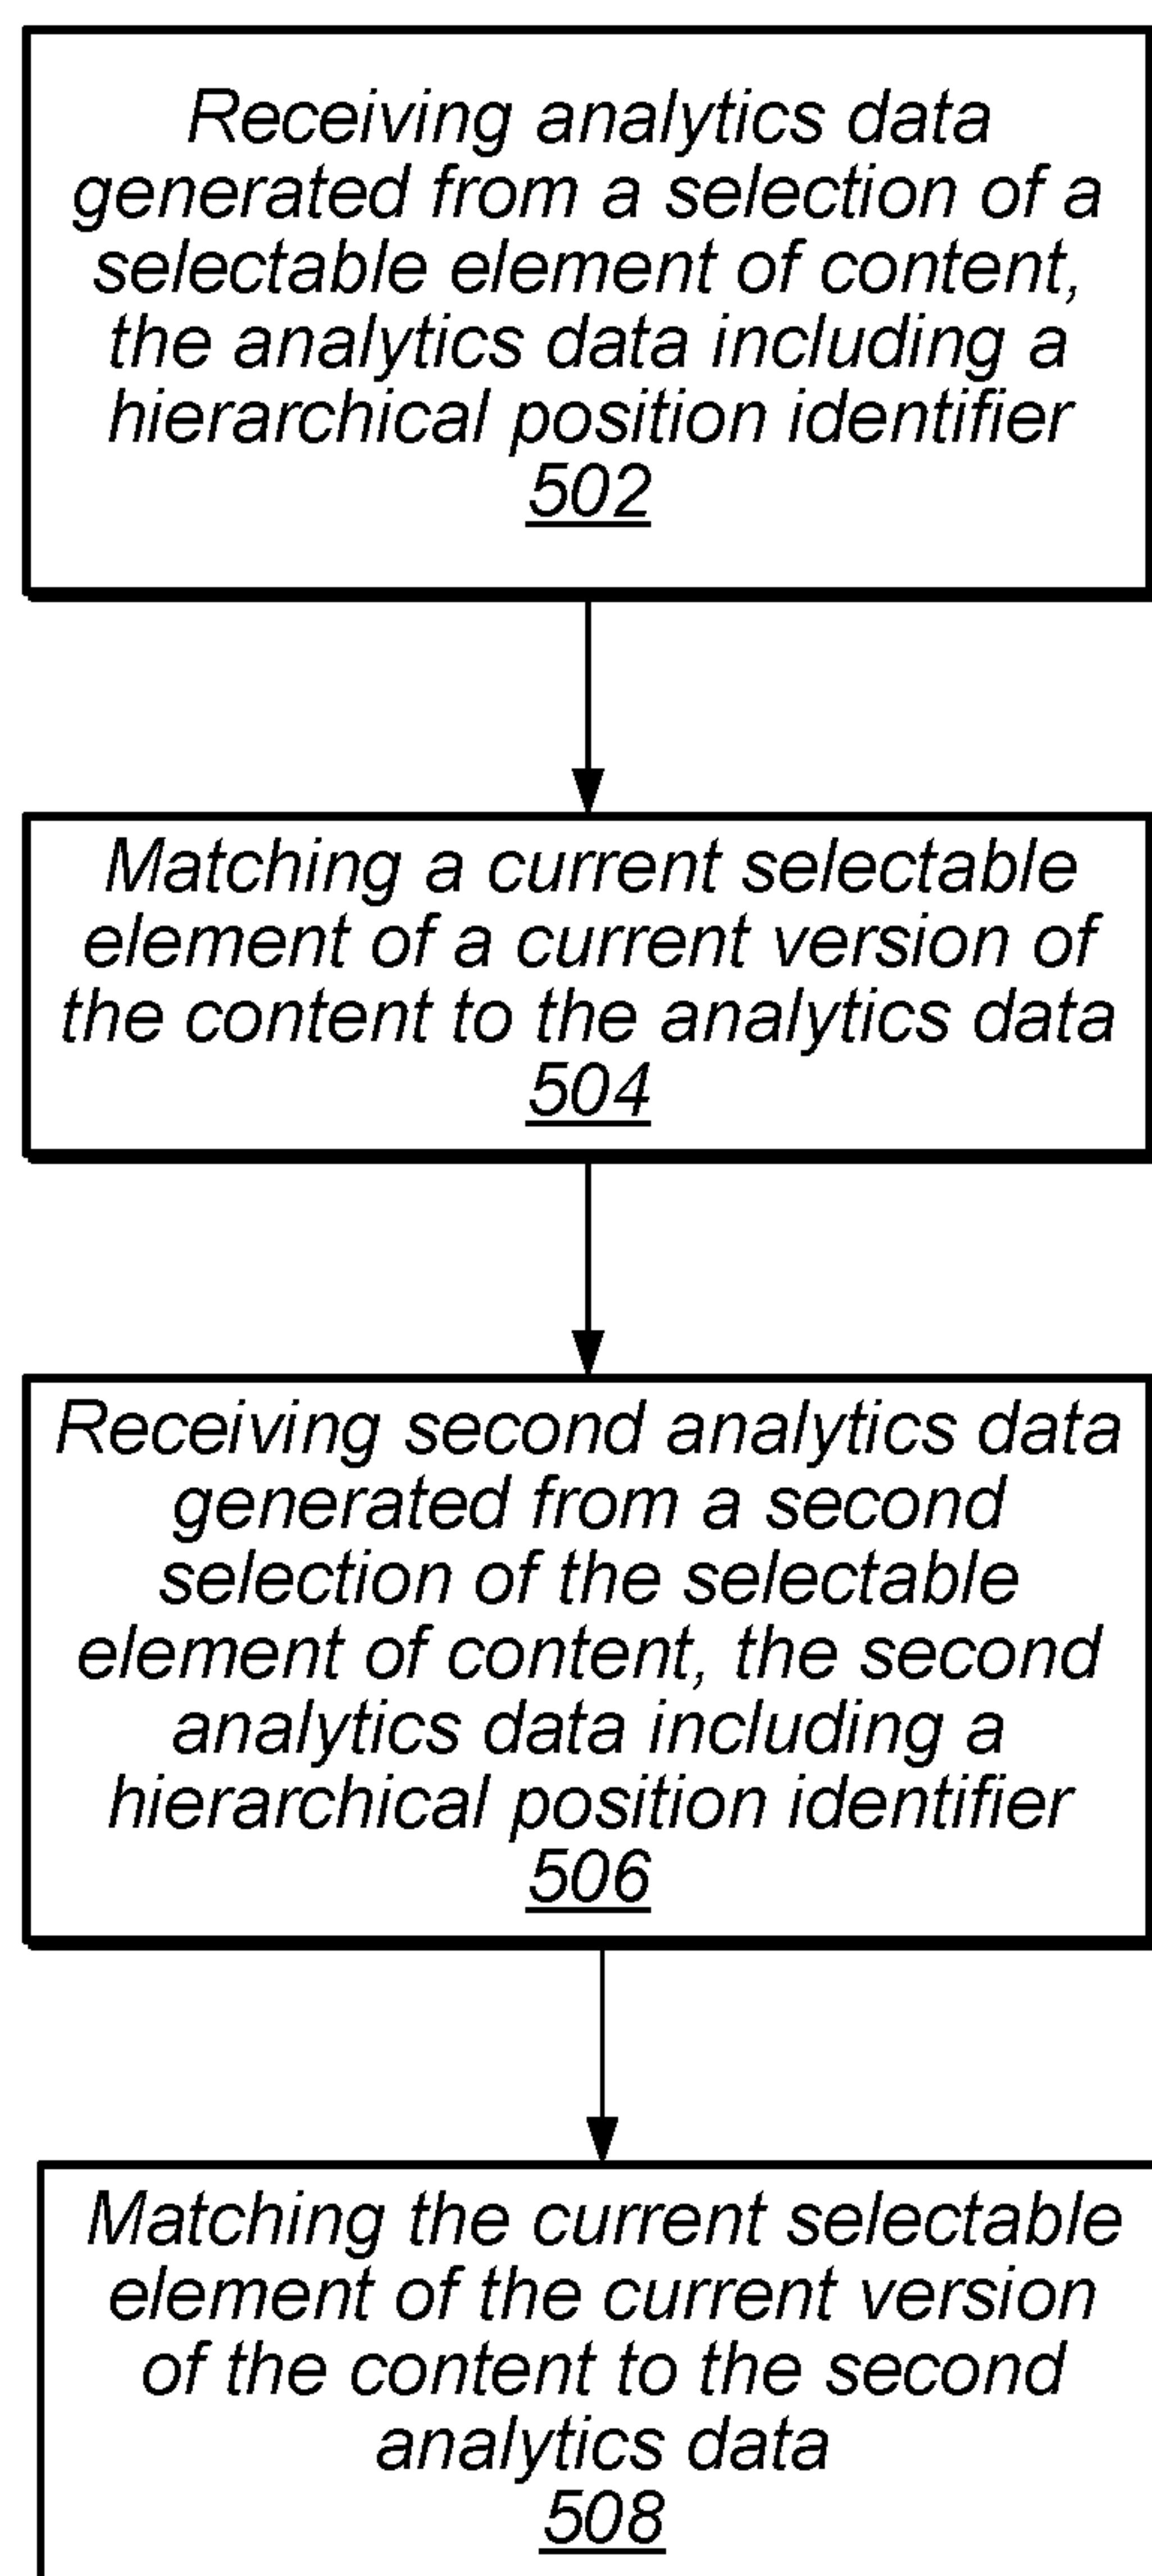 Receiving analytics data
generated from a selection of a
selectable element of content,
the analytics data including a
hierarchical position identifier
502
Matching a current selectable
element of a current version of
the content to the analytics data
504
Receiving second analytics data
generated from a second
selection of the selectable
element of content, the second
analytics data including a
hierarchical position identifier
506
Matching the current selectable
element of the current version
of the content to the second
analytics data
508